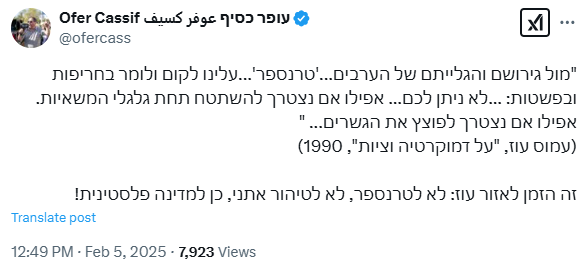 Ofer Cassif עופר כסיף عوفر كسيف
@ofercass
"מול גירושם והגלייתם של הערבים...'טרנספר'...עלינו לקום ולומר בחריפות
ובפשטות: ...לא ניתן לכם... אפילו אם נצטרך להשתטח תחת גלגלי המשאיות.
אפילו אם נצטרך לפוצץ את הגשרים... "
(עמוס עוז, "על דמוקרטיה וציות", 1990)
זה הזמן לאזור עוז: לא לטרנספר, לא לטיהור אתני, כן למדינה פלסטינית!
Translate post
12:49 PM · Feb 5, 2025 · 7,923 Views